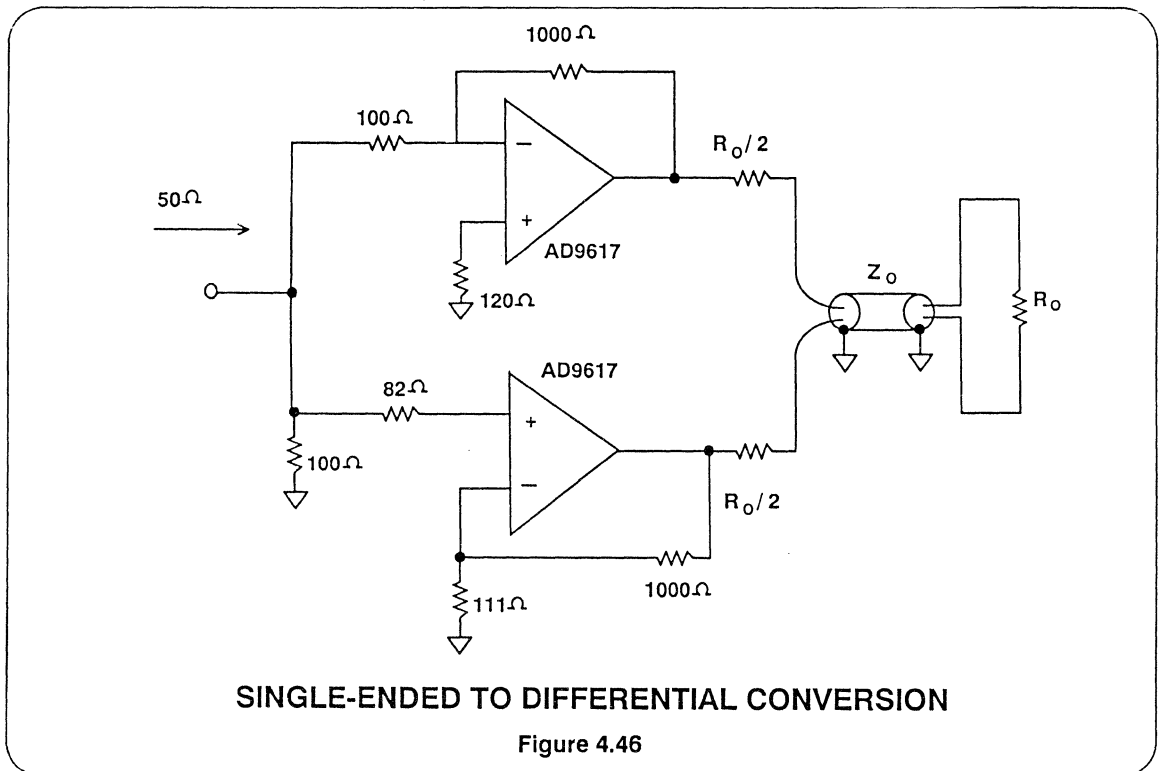 1000Ω
100Ω
R₀/2
50Ω
−
+
AD9617
120Ω
Z₀
R₀
AD9617
82Ω
+
100Ω
−
R₀/2
1000Ω
111Ω
SINGLE-ENDED TO DIFFERENTIAL CONVERSION
Figure 4.46